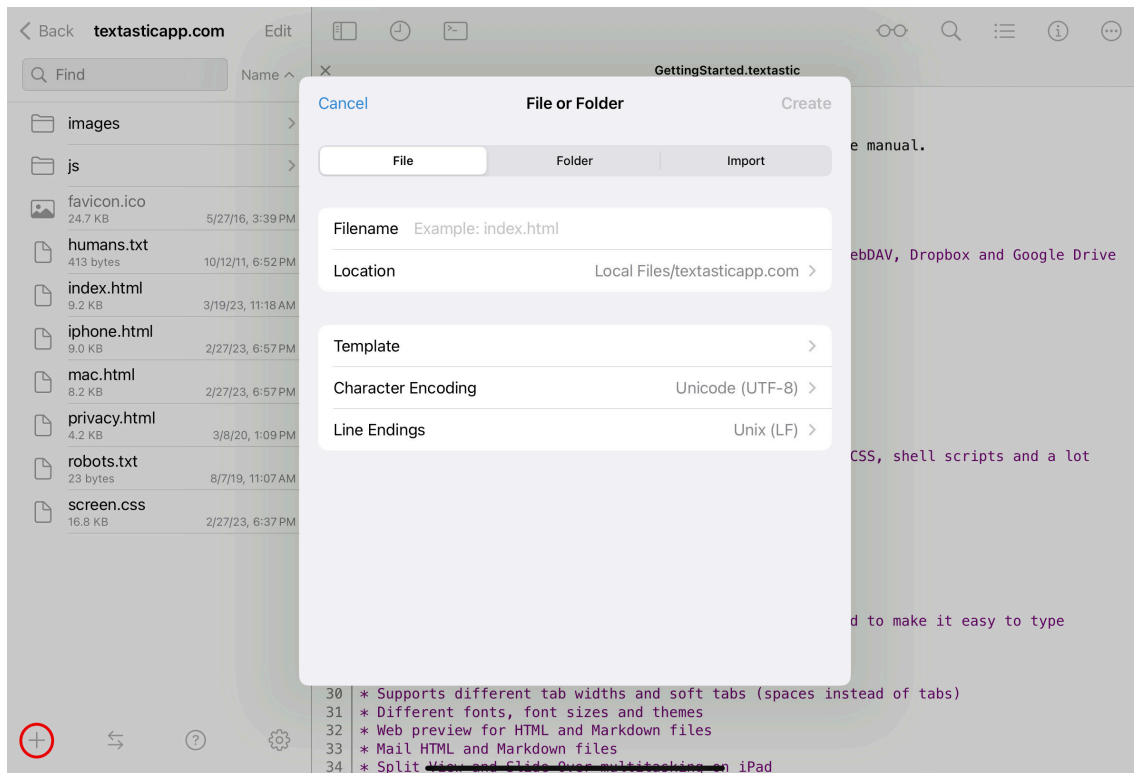 Back textasticapp.com Edit
Find Name
GettingStarted.textastic
Cancel File or Folder Create
File Folder Import
Filename Example: index.html
Location Local Files/textasticapp.com
Template
Character Encoding Unicode (UTF-8)
Line Endings Unix (LF)
images
js
favicon.ico
24.7 KB 5/27/16, 3:39 PM
humans.txt
413 bytes 10/12/11, 6:52 PM
index.html
9.2 KB 3/19/23, 11:18 AM
iphone.html
9.0 KB 2/27/23, 6:57 PM
mac.html
8.2 KB 2/27/23, 6:57 PM
privacy.html
4.2 KB 3/8/20, 1:09 PM
robots.txt
23 bytes 8/7/19, 11:07 AM
screen.css
16.8 KB 2/27/23, 6:37 PM
manual.
Dropbox and Google Drive
CSS, shell scripts and a lot
to make it easy to type
30 * Supports different tab widths and soft tabs (spaces instead of tabs)
31 * Different fonts, font sizes and themes
32 * Web preview for HTML and Markdown files
33 * Mail HTML and Markdown files
34 * Split View and Slide Over multitasking on iPad